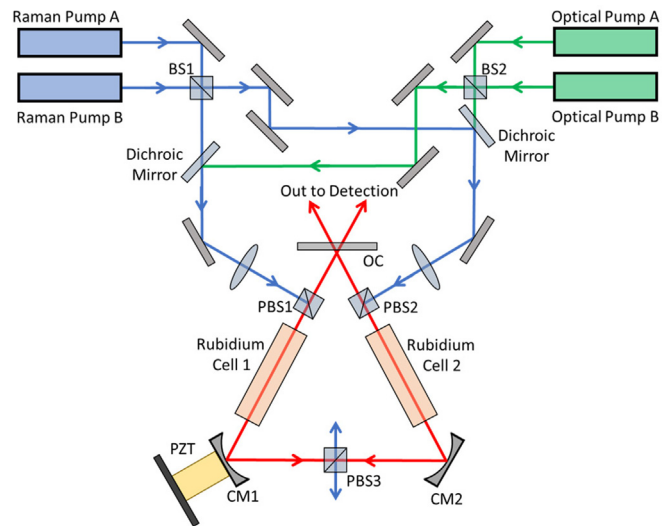 Raman Pump A
Optical Pump A
BS1
BS2
Raman Pump B
Optical Pump B
Dichroic
Mirror
Dichroic
Mirror
Out to Detection
OC
PBS1
PBS2
Rubidium
Cell 1
Rubidium
Cell 2
PZT
CM1
PBS3
CM2